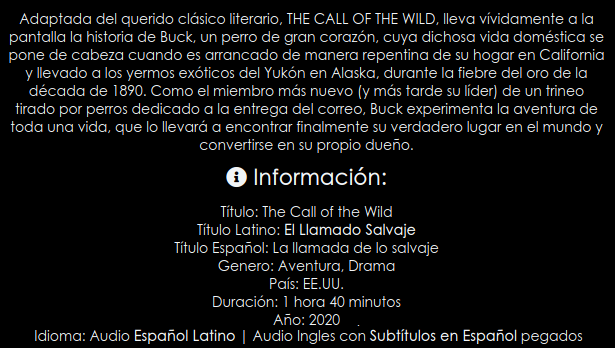 Adaptada del querido clásico literario, THE CALL OF THE WILD, lleva vívidamente a la
pantalla la historia de Buck, un perro de gran corazón, cuya dichosa vida doméstica se
pone de cabeza cuando es arrancado de manera repentina de su hogar en California
y llevado a los yermos exóticos del Yukón en Alaska, durante la fiebre del oro de la
década de 1890. Como el miembro más nuevo (y más tarde su líder) de un trineo
tirado por perros dedicado a la entrega del correo, Buck experimenta la aventura de
toda una vida, que lo llevará a encontrar finalmente su verdadero lugar en el mundo y
convertirse en su propio dueño.
Información:
Título: The Call of the Wild
Título Latino: El Llamado Salvaje
Título Español: La llamada de lo salvaje
Genero: Aventura, Drama
País: EE.UU.
Duración: 1 hora 40 minutos
Año: 2020
Idioma: Audio Español Latino | Audio Ingles con Subtítulos en Español pegados